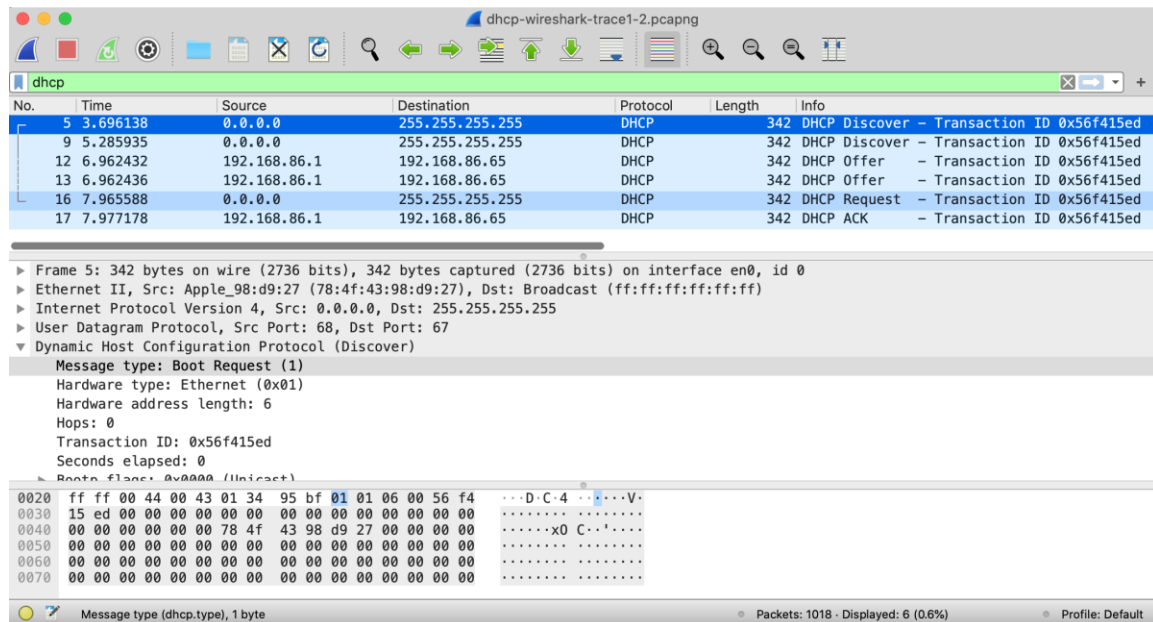 dhcp-wireshark-trace1-2.pcapng
dhcp
No. Time Source Destination Protocol Length Info
5 3.696138 0.0.0.0 255.255.255.255 DHCP 342 DHCP Discover – Transaction ID 0x56f415ed
9 5.285935 0.0.0.0 255.255.255.255 DHCP 342 DHCP Discover – Transaction ID 0x56f415ed
12 6.962432 192.168.86.1 192.168.86.65 DHCP 342 DHCP Offer – Transaction ID 0x56f415ed
13 6.962436 192.168.86.1 192.168.86.65 DHCP 342 DHCP Offer – Transaction ID 0x56f415ed
16 7.965588 0.0.0.0 255.255.255.255 DHCP 342 DHCP Request – Transaction ID 0x56f415ed
17 7.977178 192.168.86.1 192.168.86.65 DHCP 342 DHCP ACK – Transaction ID 0x56f415ed
Frame 5: 342 bytes on wire (2736 bits), 342 bytes captured (2736 bits) on interface en0, id 0
Ethernet II, Src: Apple_98:d9:27 (78:4f:43:98:d9:27), Dst: Broadcast (ff:ff:ff:ff:ff:ff)
Internet Protocol Version 4, Src: 0.0.0.0, Dst: 255.255.255.255
User Datagram Protocol, Src Port: 68, Dst Port: 67
Dynamic Host Configuration Protocol (Discover)
Message type: Boot Request (1)
Hardware type: Ethernet (0x01)
Hardware address length: 6
Hops: 0
Transaction ID: 0x56f415ed
Seconds elapsed: 0
Bootp flags: 0x0000 (Unicast)
0020 ff ff 00 44 00 43 01 34 95 bf 01 01 06 00 56 f4 ···D·C·4 ······V·
0030 15 ed 00 00 00 00 00 00 00 00 00 00 00 00 00 00 ········ ········
0040 00 00 00 00 00 00 78 4f 43 98 d9 27 00 00 00 00 ······xO C··'····
0050 00 00 00 00 00 00 00 00 00 00 00 00 00 00 00 00 ········ ········
0060 00 00 00 00 00 00 00 00 00 00 00 00 00 00 00 00 ········ ········
0070 00 00 00 00 00 00 00 00 00 00 00 00 00 00 00 00 ········ ········
Message type (dhcp.type), 1 byte Packets: 1018 · Displayed: 6 (0.6%) Profile: Default